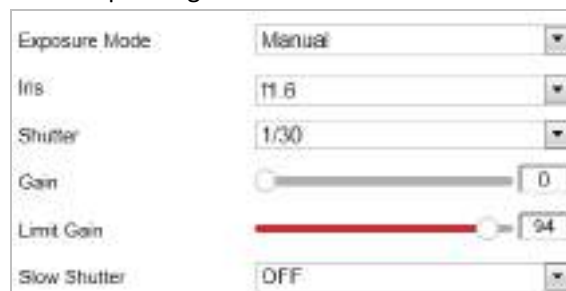 Exposure Mode Manual
Iris f1.6
Shutter 1/30
Gain 0
Limit Gain 94
Slow Shutter OFF